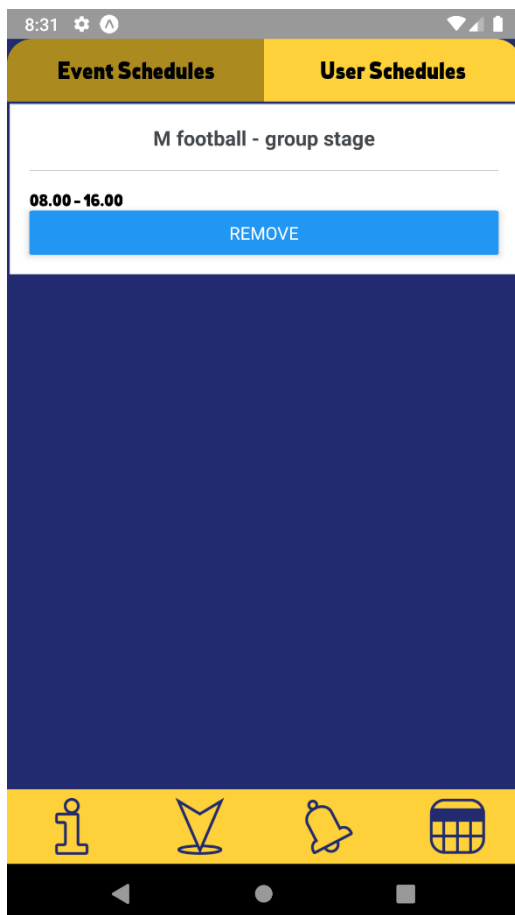 8:31
Event Schedules User Schedules
M football - group stage
08.00 - 16.00
REMOVE